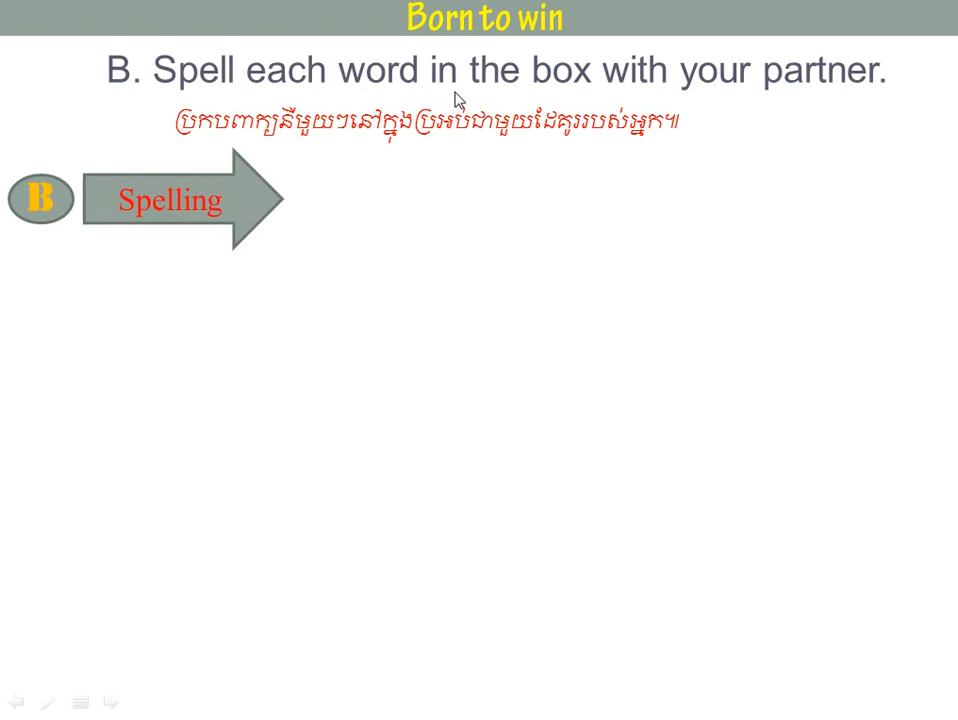 Born to win
B. Spell each word in the box with your partner.
ប្រកបពាក្យនីមួយៗនៅក្នុងប្រអប់ជាមួយដៃគូររបស់អ្នក៕
B
Spelling